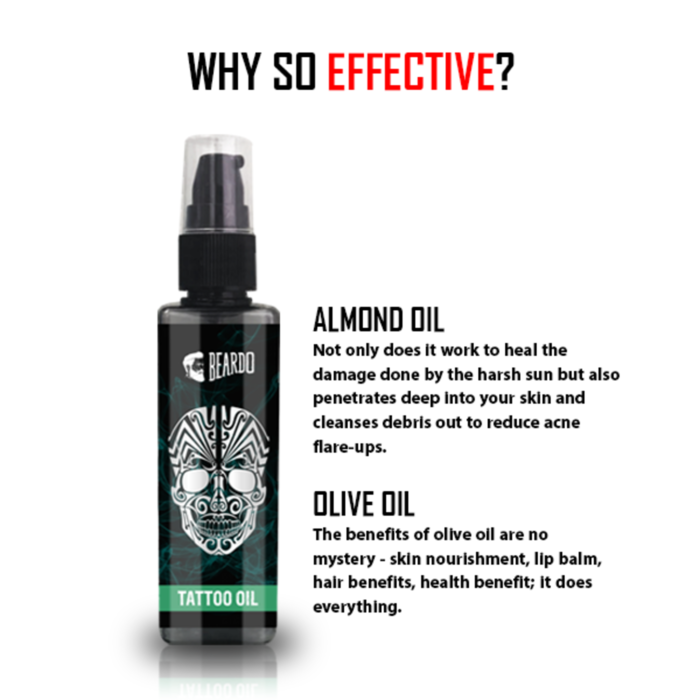 WHY SO EFFECTIVE?
BEARDO
TATTOO OIL
ALMOND OIL
Not only does it work to heal the
damage done by the harsh sun but also
penetrates deep into your skin and
cleanses debris out to reduce acne
flare-ups.
OLIVE OIL
The benefits of olive oil are no
mystery - skin nourishment, lip balm,
hair benefits, health benefit; it does
everything.